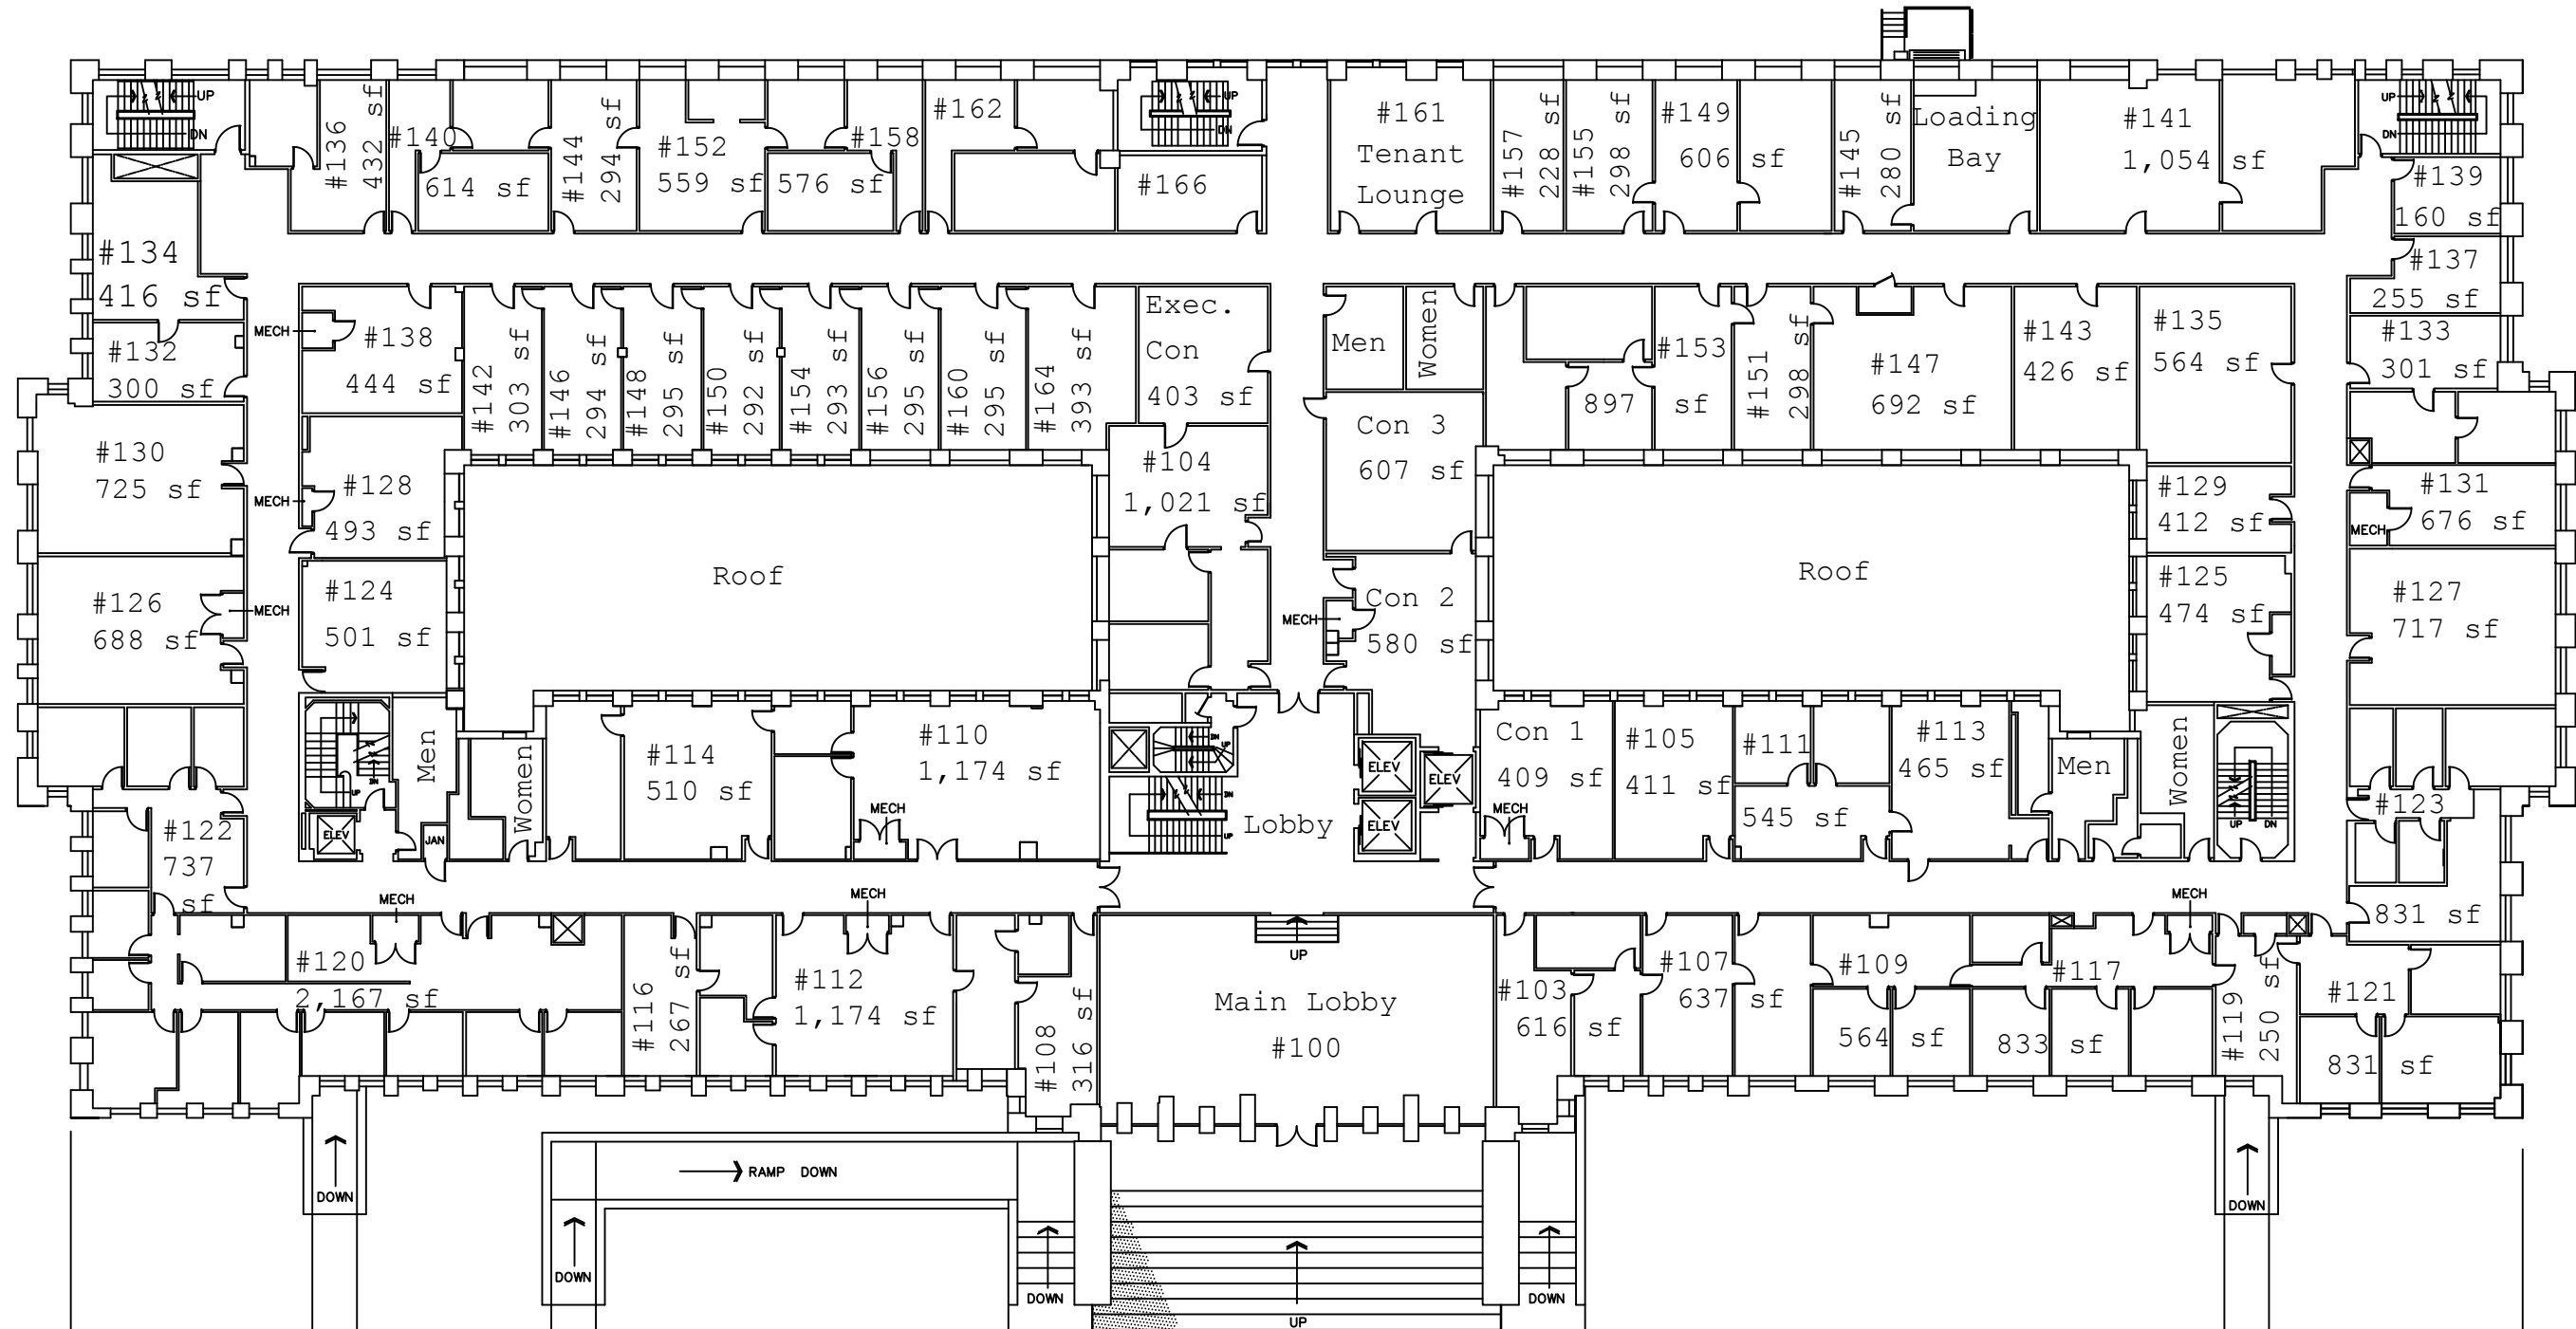 UP
DN
#136
432 sf
#140
614 sf
#144
294 sf
#152
559 sf
#158
576 sf
#162
UP
DN
#166
#161
Tenant
Lounge
#157
228 sf
#155
298 sf
#149
606 sf
#145
280 sf
Loading
Bay
#141
1,054 sf
UP
DN
#139
160 sf
#137
255 sf
#133
301 sf
#134
416 sf
#132
300 sf
#130
725 sf
#126
688 sf
MECH
#138
444 sf
MECH
#128
493 sf
#124
501 sf
MECH
#142
303 sf
#146
294 sf
#148
295 sf
#150
292 sf
#154
293 sf
#156
295 sf
#160
295 sf
#164
393 sf
Exec.
Con
403 sf
#104
1,021 sf
Men
Women
Con 3
607 sf
Con 2
580 sf
MECH
#153
897 sf
#151
298 sf
#147
692 sf
#143
426 sf
#135
564 sf
#129
412 sf
#125
474 sf
#131
676 sf
MECH
#127
717 sf
Roof
Roof
DN
UP
ELEV
Men
JAN
Women
#114
510 sf
#110
1,174 sf
MECH
DN
UP
DN
UP
Lobby
ELEV
ELEV
ELEV
Con 1
409 sf
MECH
#105
411 sf
#111
545 sf
#113
465 sf
Men
Women
UP
DN
#123
831 sf
#122
737
sf
MECH
#120
2,167 sf
#116
267 sf
MECH
#112
1,174 sf
#108
316 sf
UP
Main Lobby
#100
#103
616 sf
#107
637 sf
#109
564 sf
#117
833 sf
MECH
#119
250 sf
#121
831 sf
DOWN
RAMP DOWN
DOWN
DOWN
UP
DOWN
DOWN